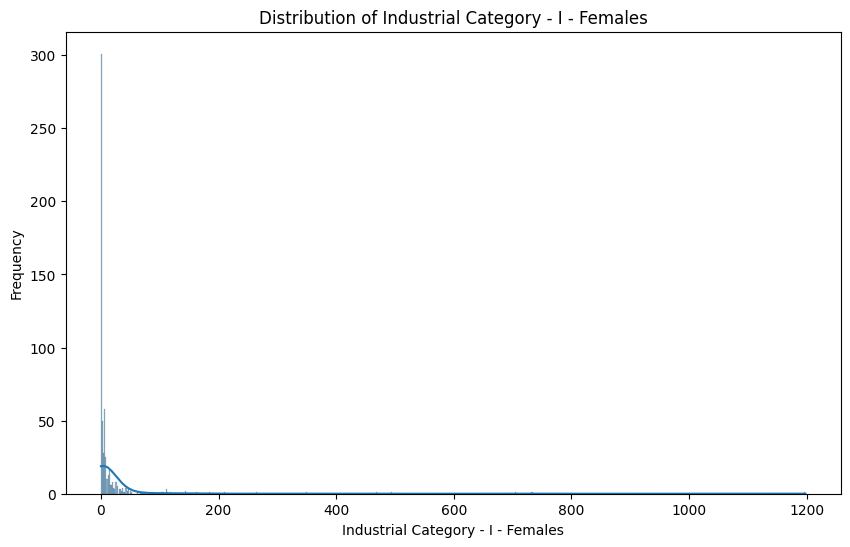 Distribution of Industrial Category - I - Females
300
250
200
150
100
50
0
Frequency
0 200 400 600 800 1000 1200
Industrial Category - I - Females